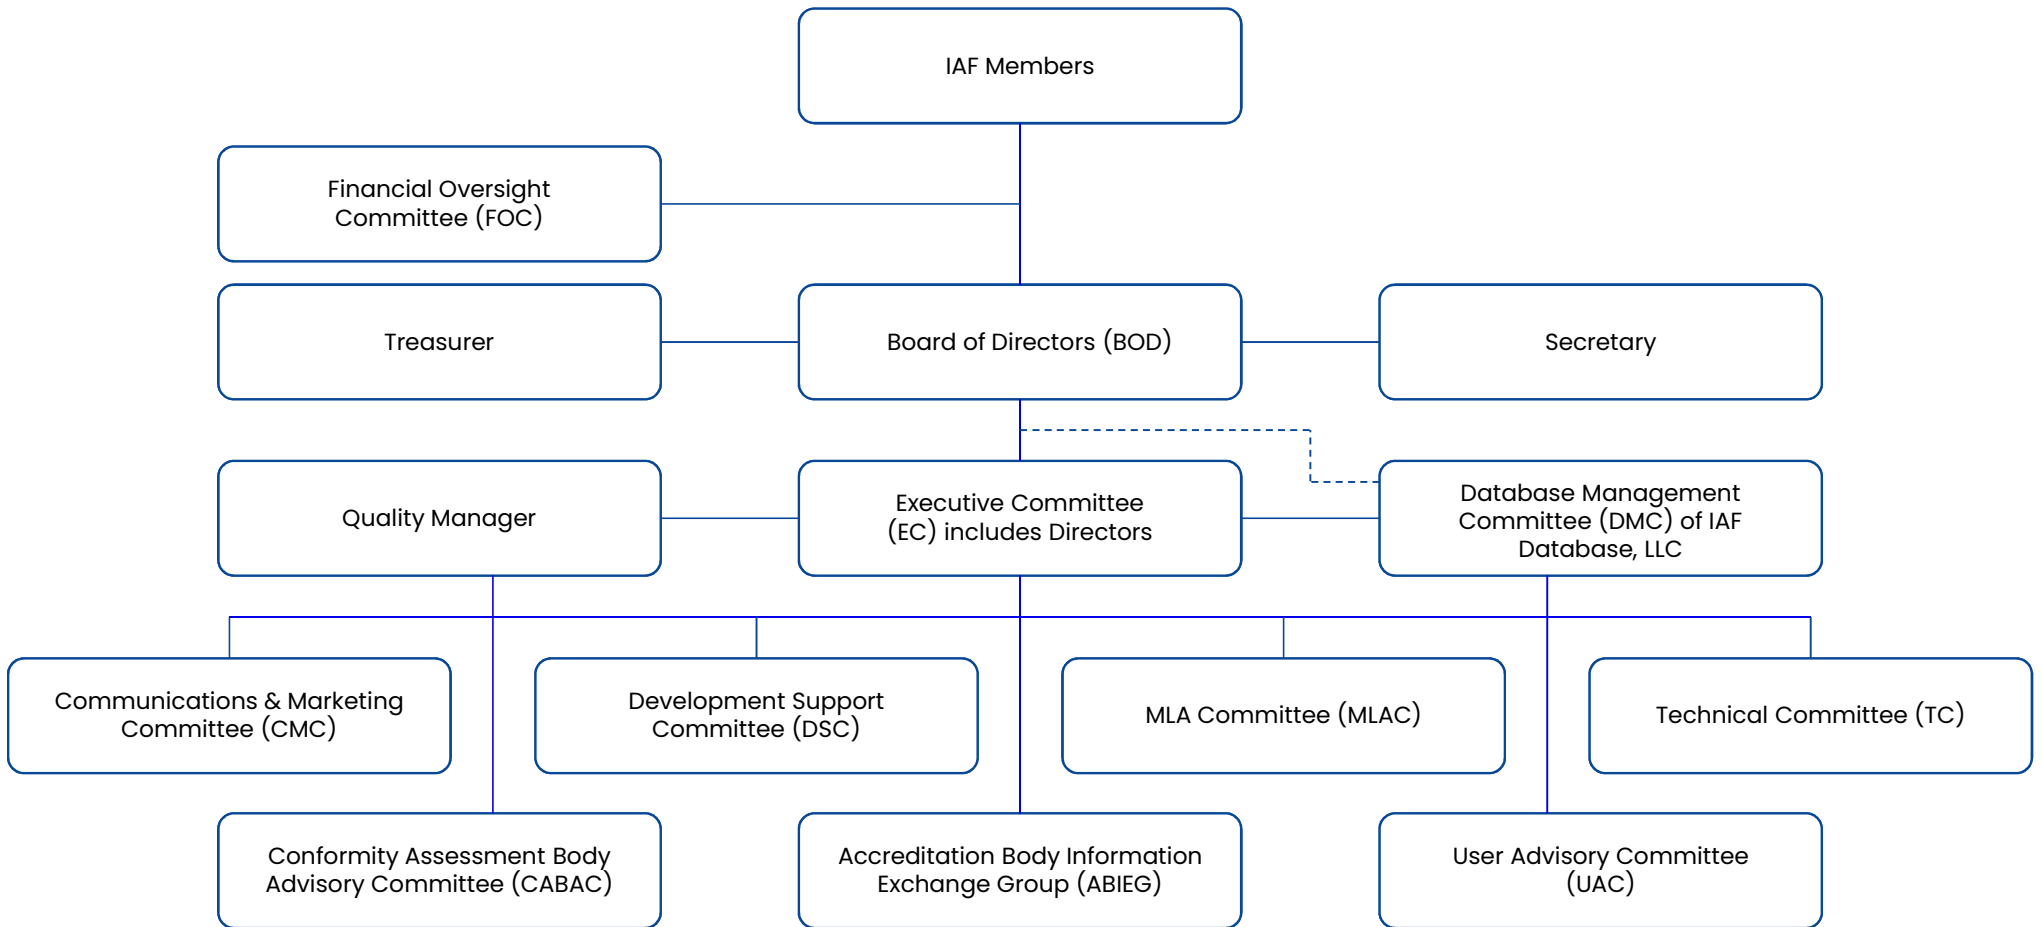 IAF Members
Financial Oversight
Committee (FOC)
Treasurer
Board of Directors (BOD)
Secretary
Quality Manager
Executive Committee
(EC) includes Directors
Database Management
Committee (DMC) of IAF
Database, LLC
Communications & Marketing
Committee (CMC)
Development Support
Committee (DSC)
MLA Committee (MLAC)
Technical Committee (TC)
Conformity Assessment Body
Advisory Committee (CABAC)
Accreditation Body Information
Exchange Group (ABIEG)
User Advisory Committee
(UAC)